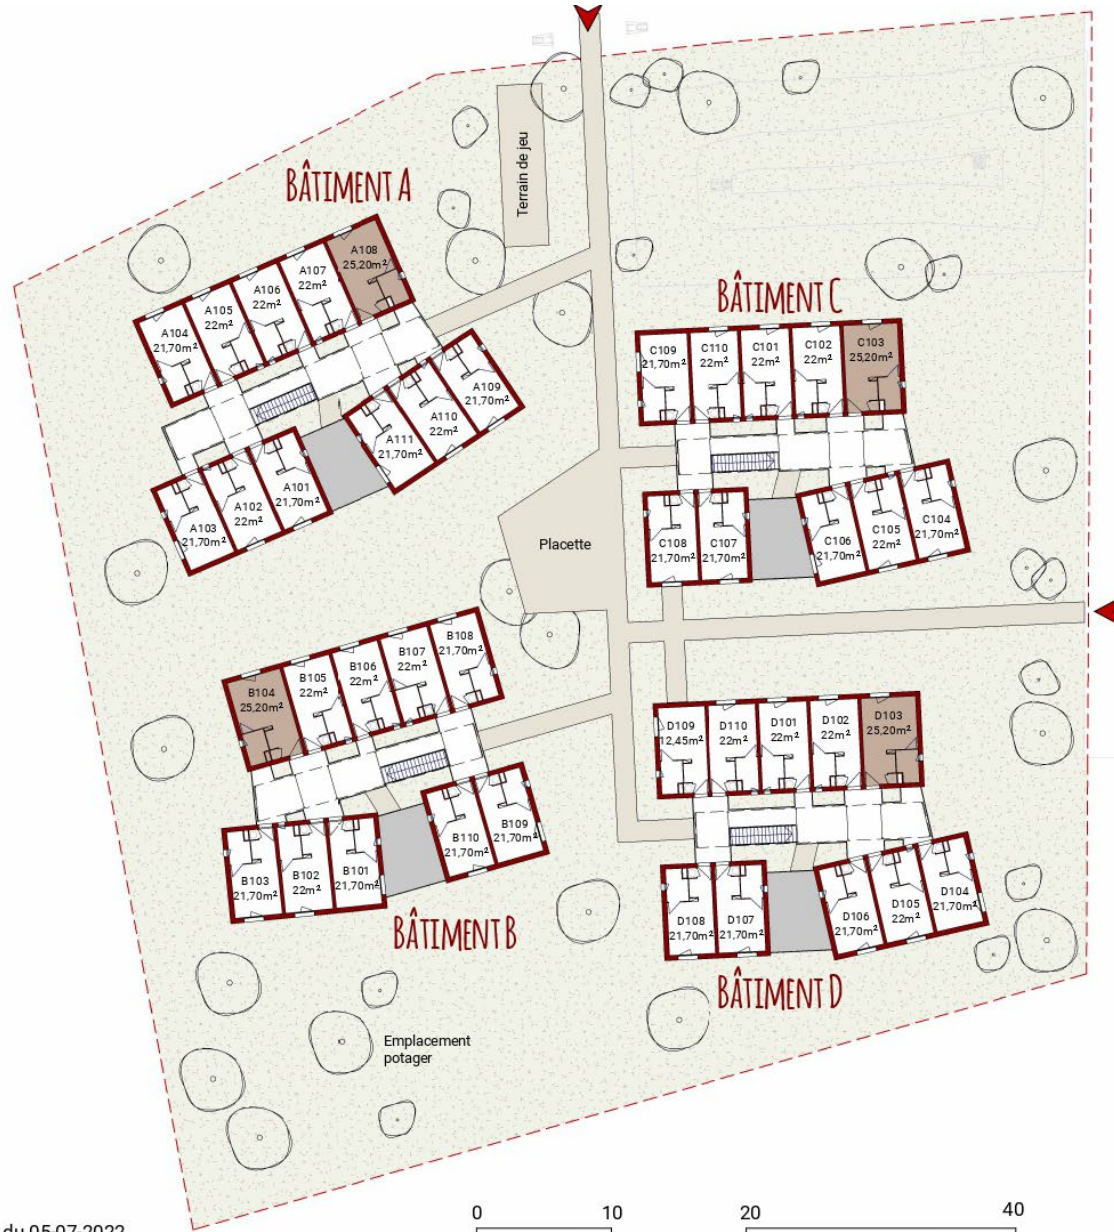 Terrain de jeu
BÂTIMENT A
A104
21,70m²
A105
22m²
A106
22m²
A107
22m²
A108
25,20m²
A103
21,70m²
A102
22m²
A101
21,70m²
A111
21,70m²
A110
22m²
A109
21,70m²
BÂTIMENT C
C109
21,70m²
C110
22m²
C101
22m²
C102
22m²
C103
25,20m²
C108
21,70m²
C107
21,70m²
C106
21,70m²
C105
22m²
C104
21,70m²
Placette
B104
25,20m²
B105
22m²
B106
22m²
B107
22m²
B108
21,70m²
B103
21,70m²
B102
22m²
B101
21,70m²
B110
21,70m²
B109
21,70m²
BÂTIMENT B
D109
12,45m²
D110
22m²
D101
22m²
D102
22m²
D103
25,20m²
D108
21,70m²
D107
21,70m²
D106
21,70m²
D105
22m²
D104
21,70m²
BÂTIMENT D
Emplacement
potager
du 05-07-2022
0 10 20 40